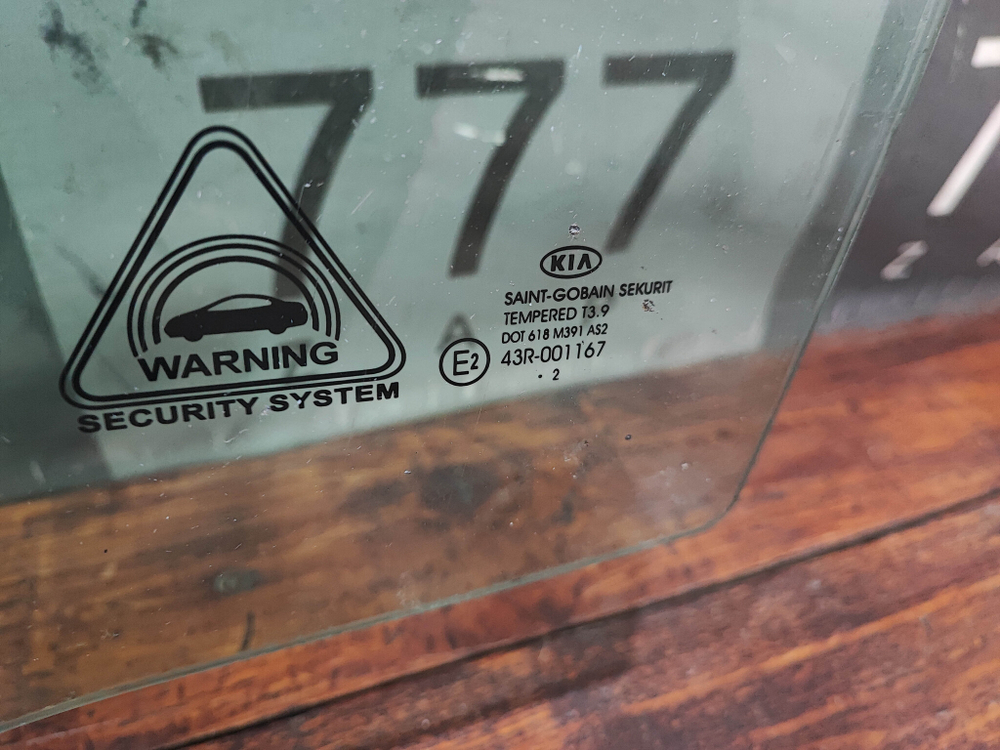 777
KIA
SAINT-GOBAIN SEKURIT
TEMPERED T3.9
DOT 618 M391 AS2
E2 43R-001167
· 2
WARNING
SECURITY SYSTEM
A
Z